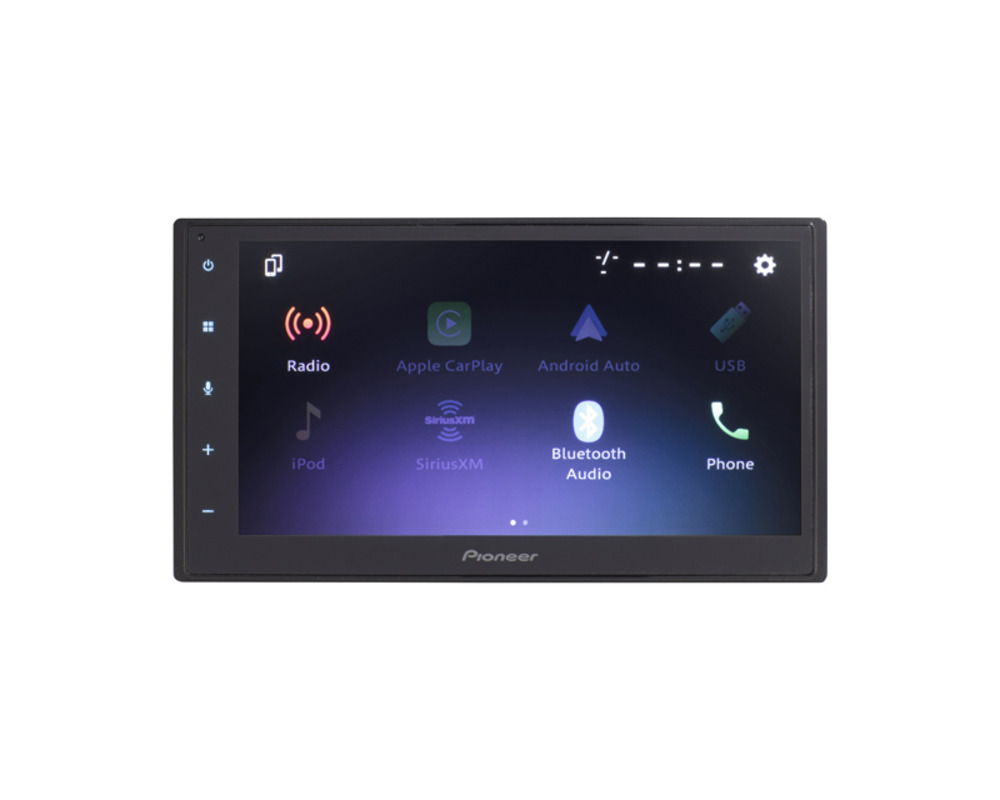 -/- --:--
Radio
Apple CarPlay
Android Auto
USB
SiriusXM
iPod
SiriusXM
Bluetooth
Audio
Phone
Pioneer